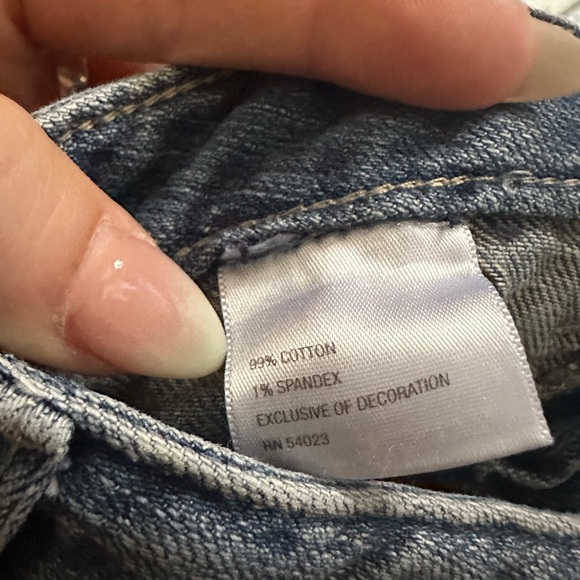 99% COTTON
1% SPANDEX
EXCLUSIVE OF DECORATION
RN 54023